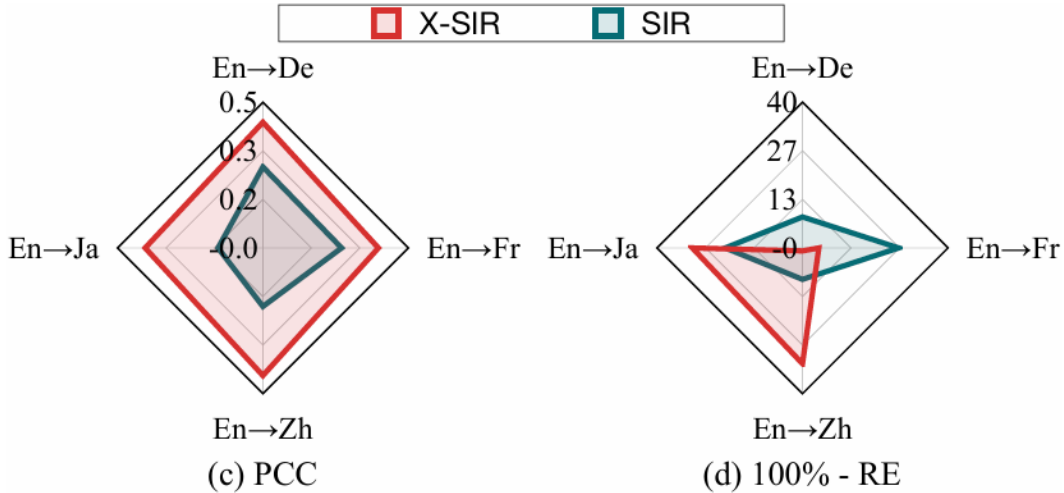 X-SIR
SIR
En→De
0.5
0.3
0.2
-0.0
En→Ja
En→Fr
En→Zh
(c) PCC
En→De
40
27
13
-0
En→Ja
En→Fr
En→Zh
(d) 100% - RE